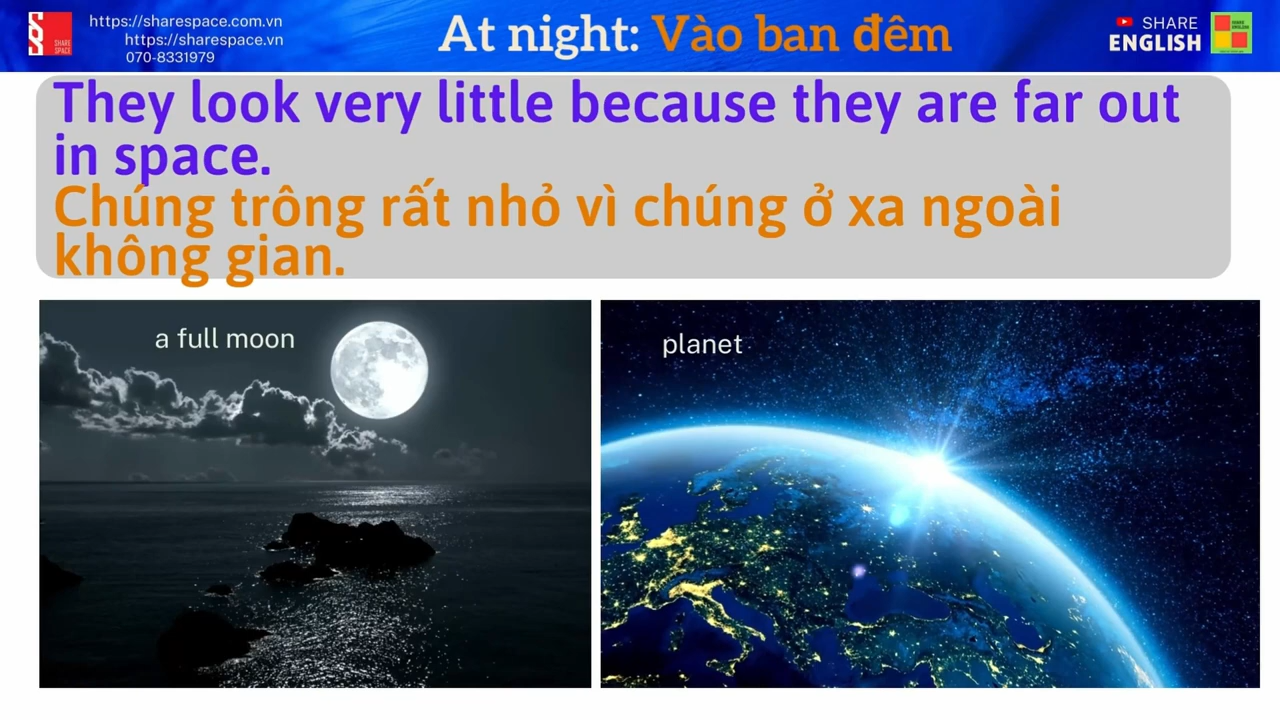 https://sharespace.com.vn
https://sharespace.vn
070-8331979
SHARE
SPACE
At night: Vào ban đêm
SHARE
ENGLISH
They look very little because they are far out
in space.
Chúng trông rất nhỏ vì chúng ở xa ngoài
không gian.
a full moon
planet